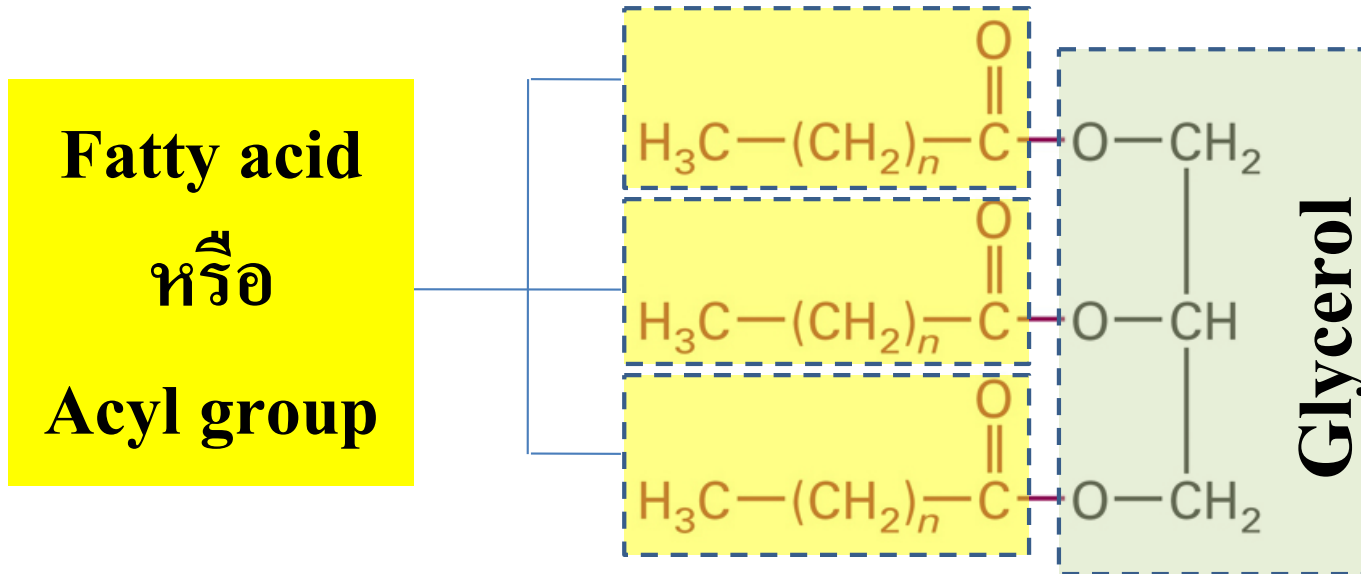 Fatty acid
หรือ
Acyl group
O
H₃C—(CH₂)ₙ—C—O—CH₂
O
H₃C—(CH₂)ₙ—C—O—CH
O
H₃C—(CH₂)ₙ—C—O—CH₂
Glycerol